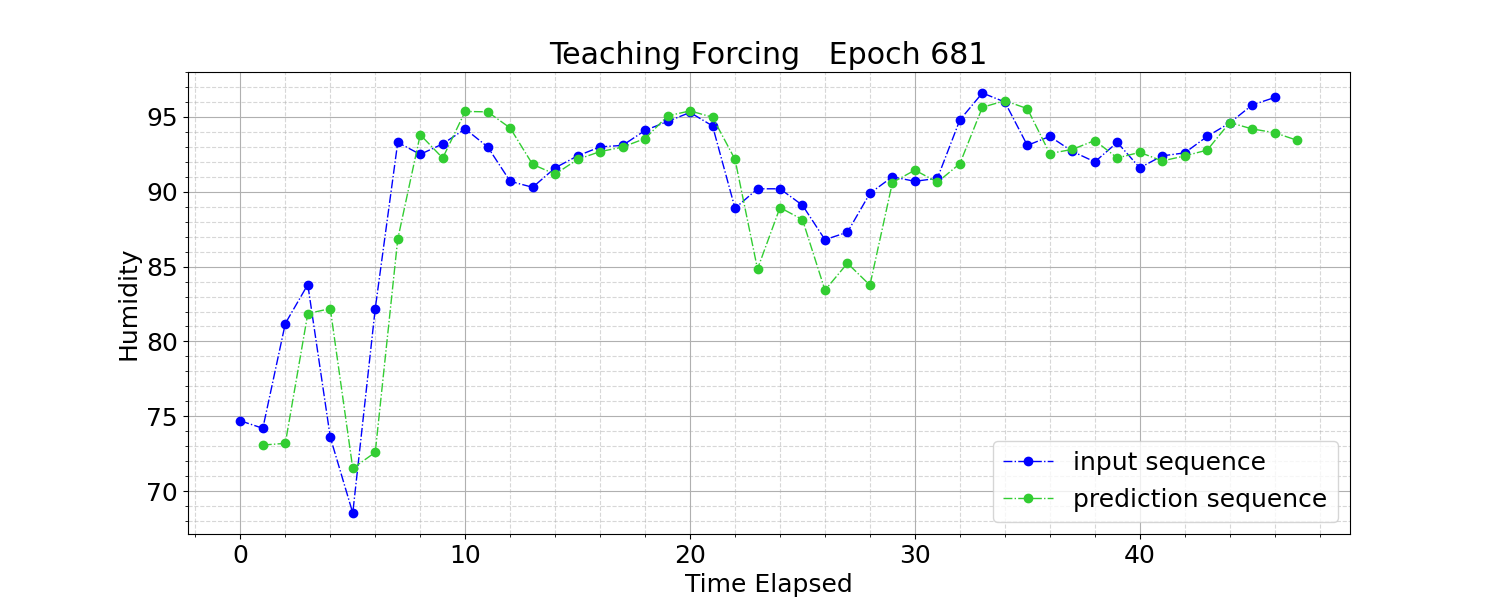 Teaching Forcing   Epoch 681
Humidity
95
90
85
80
75
70
0 10 20 30 40
Time Elapsed
input sequence
prediction sequence